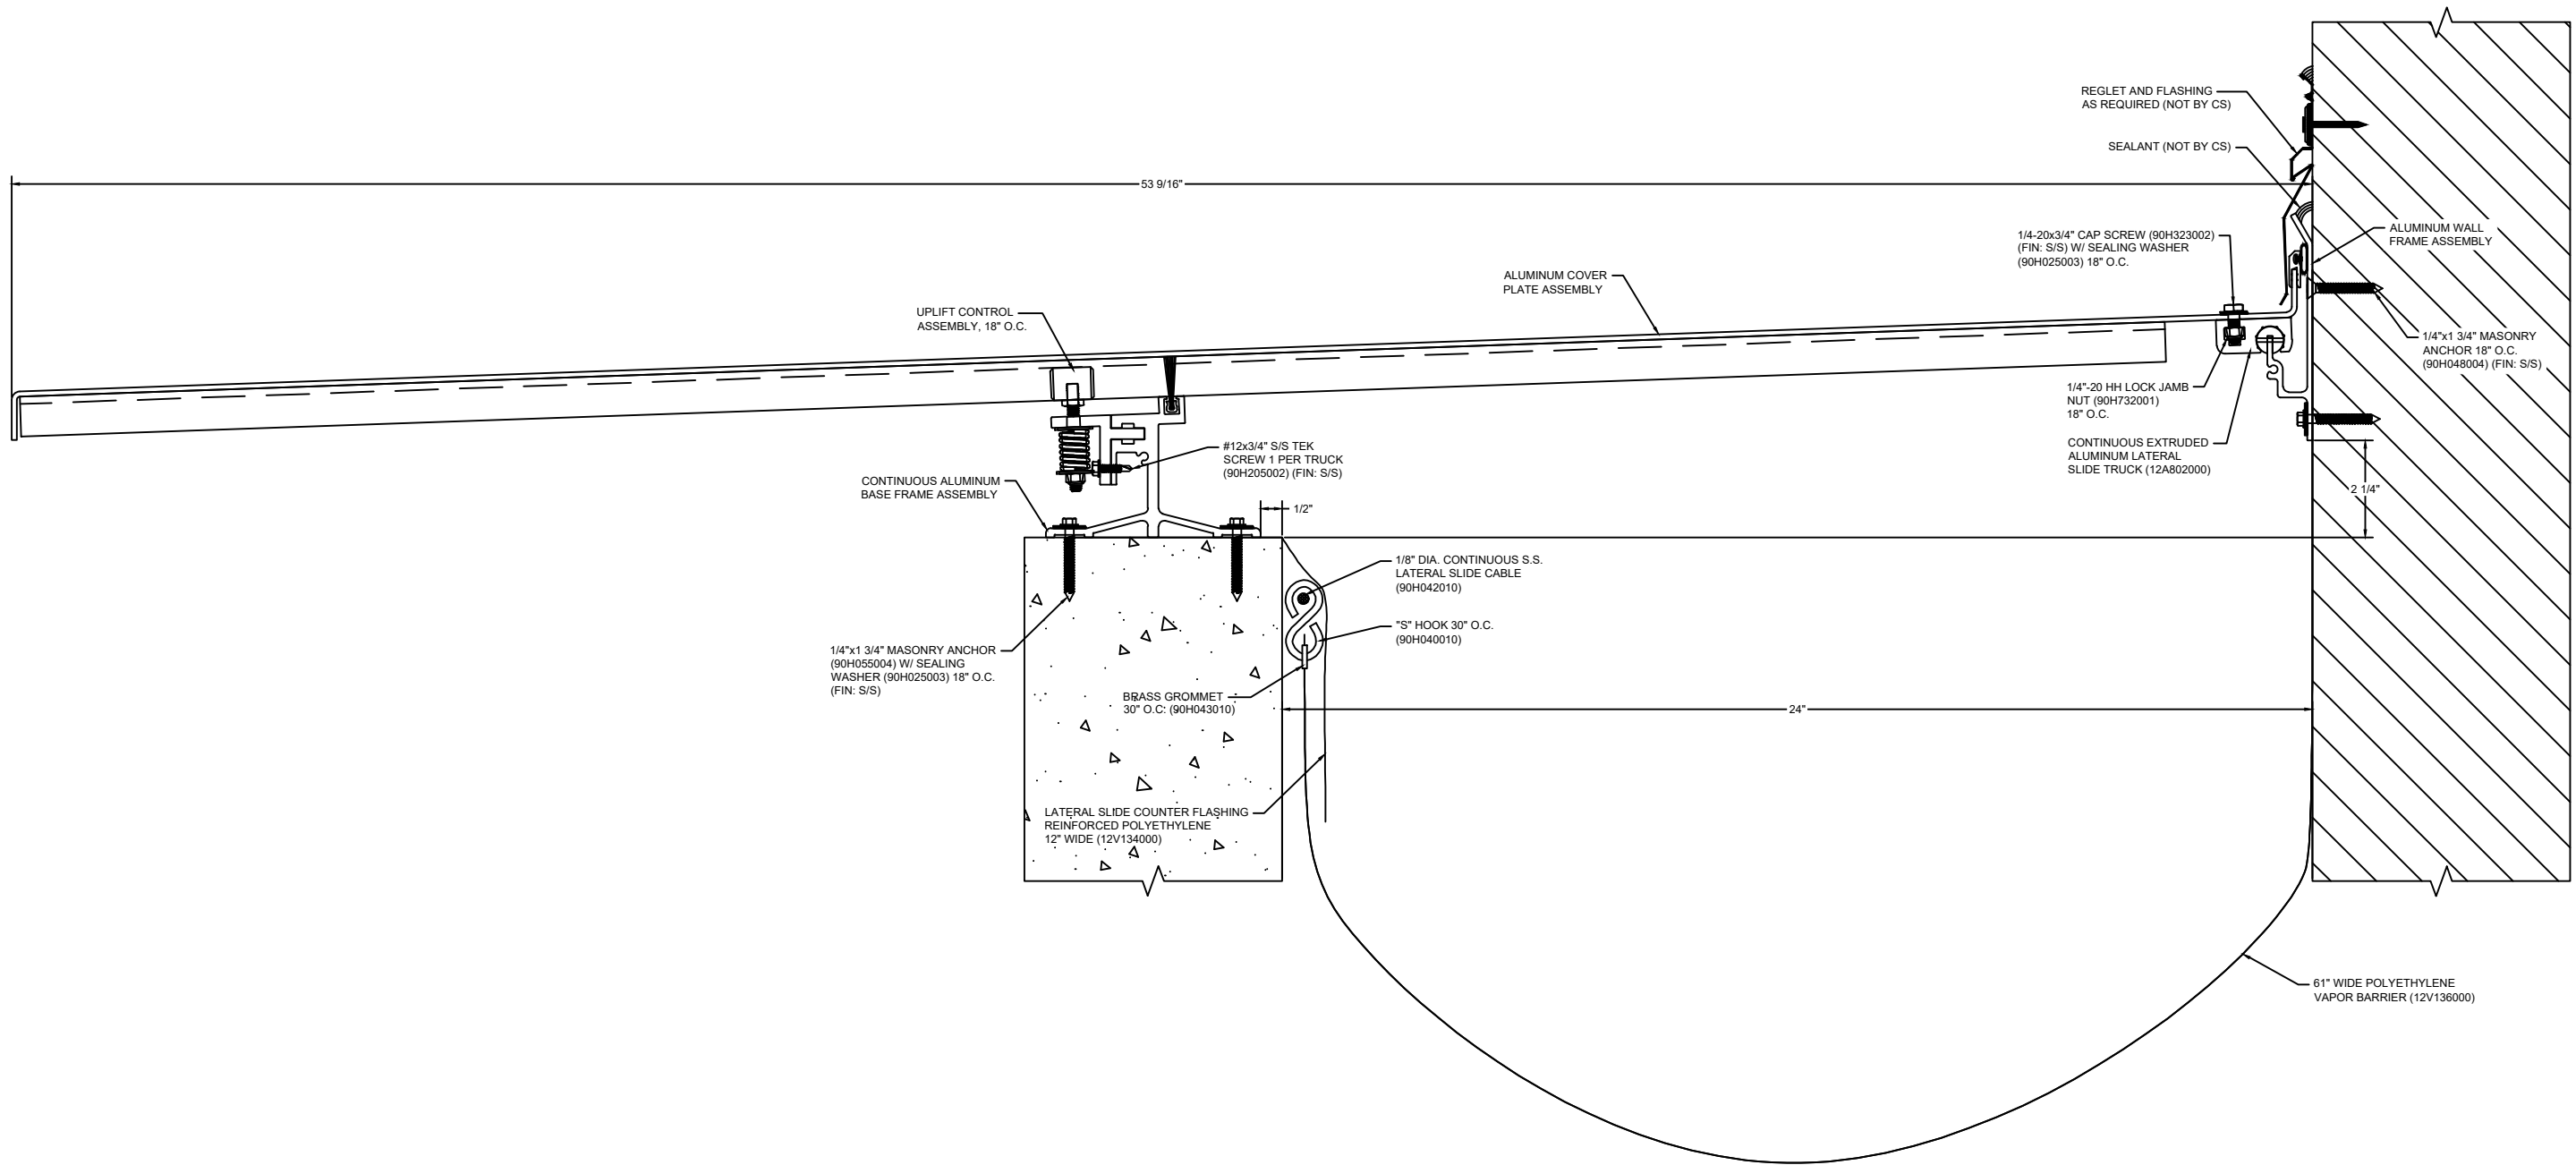 REGLET AND FLASHING
AS REQUIRED (NOT BY CS)
SEALANT (NOT BY CS)
53 9/16"
1/4-20x3/4" CAP SCREW (90H323002)
(FIN: S/S) W/ SEALING WASHER
(90H025003) 18" O.C.
ALUMINUM WALL
FRAME ASSEMBLY
ALUMINUM COVER
PLATE ASSEMBLY
UPLIFT CONTROL
ASSEMBLY, 18" O.C.
1/4"x1 3/4" MASONRY
ANCHOR 18" O.C.
(90H048004) (FIN: S/S)
1/4"-20 HH LOCK JAMB
NUT (90H732001)
18" O.C.
CONTINUOUS EXTRUDED
ALUMINUM LATERAL
SLIDE TRUCK (12A802000)
#12x3/4" S/S TEK
SCREW 1 PER TRUCK
(90H205002) (FIN: S/S)
CONTINUOUS ALUMINUM
BASE FRAME ASSEMBLY
2 1/4"
1/2"
1/8" DIA. CONTINUOUS S.S.
LATERAL SLIDE CABLE
(90H042010)
"S" HOOK 30" O.C.
(90H040010)
1/4"x1 3/4" MASONRY ANCHOR
(90H055004) W/ SEALING
WASHER (90H025003) 18" O.C.
(FIN: S/S)
BRASS GROMMET
30" O.C. (90H043010)
24"
LATERAL SLIDE COUNTER FLASHING
REINFORCED POLYETHYLENE
12" WIDE (12V134000)
61" WIDE POLYETHYLENE
VAPOR BARRIER (12V136000)